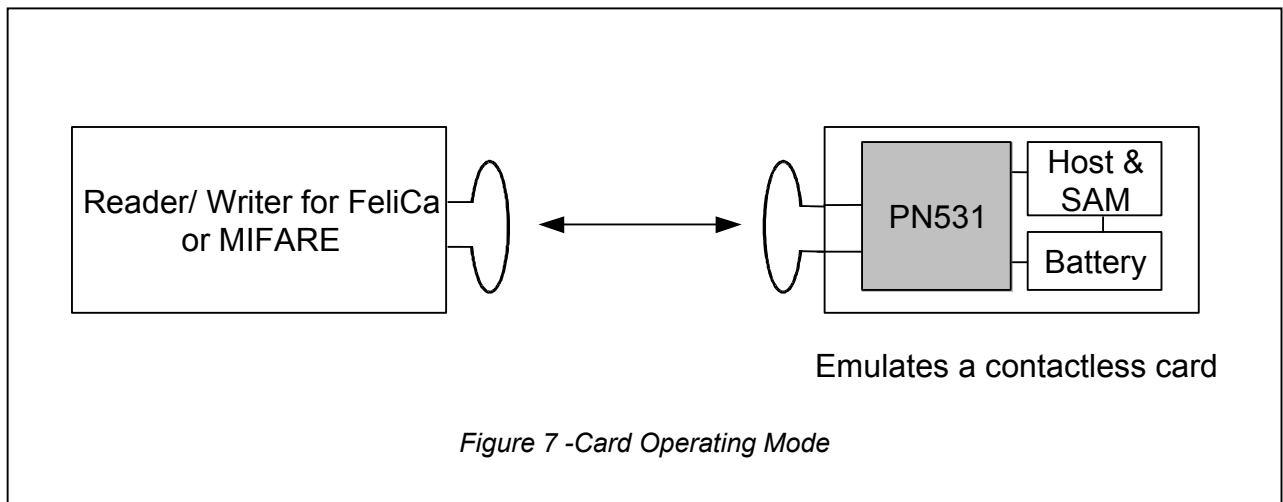 Reader/ Writer for FeliCa
or MIFARE
PN531
Host &
SAM
Battery
Emulates a contactless card
Figure 7 -Card Operating Mode